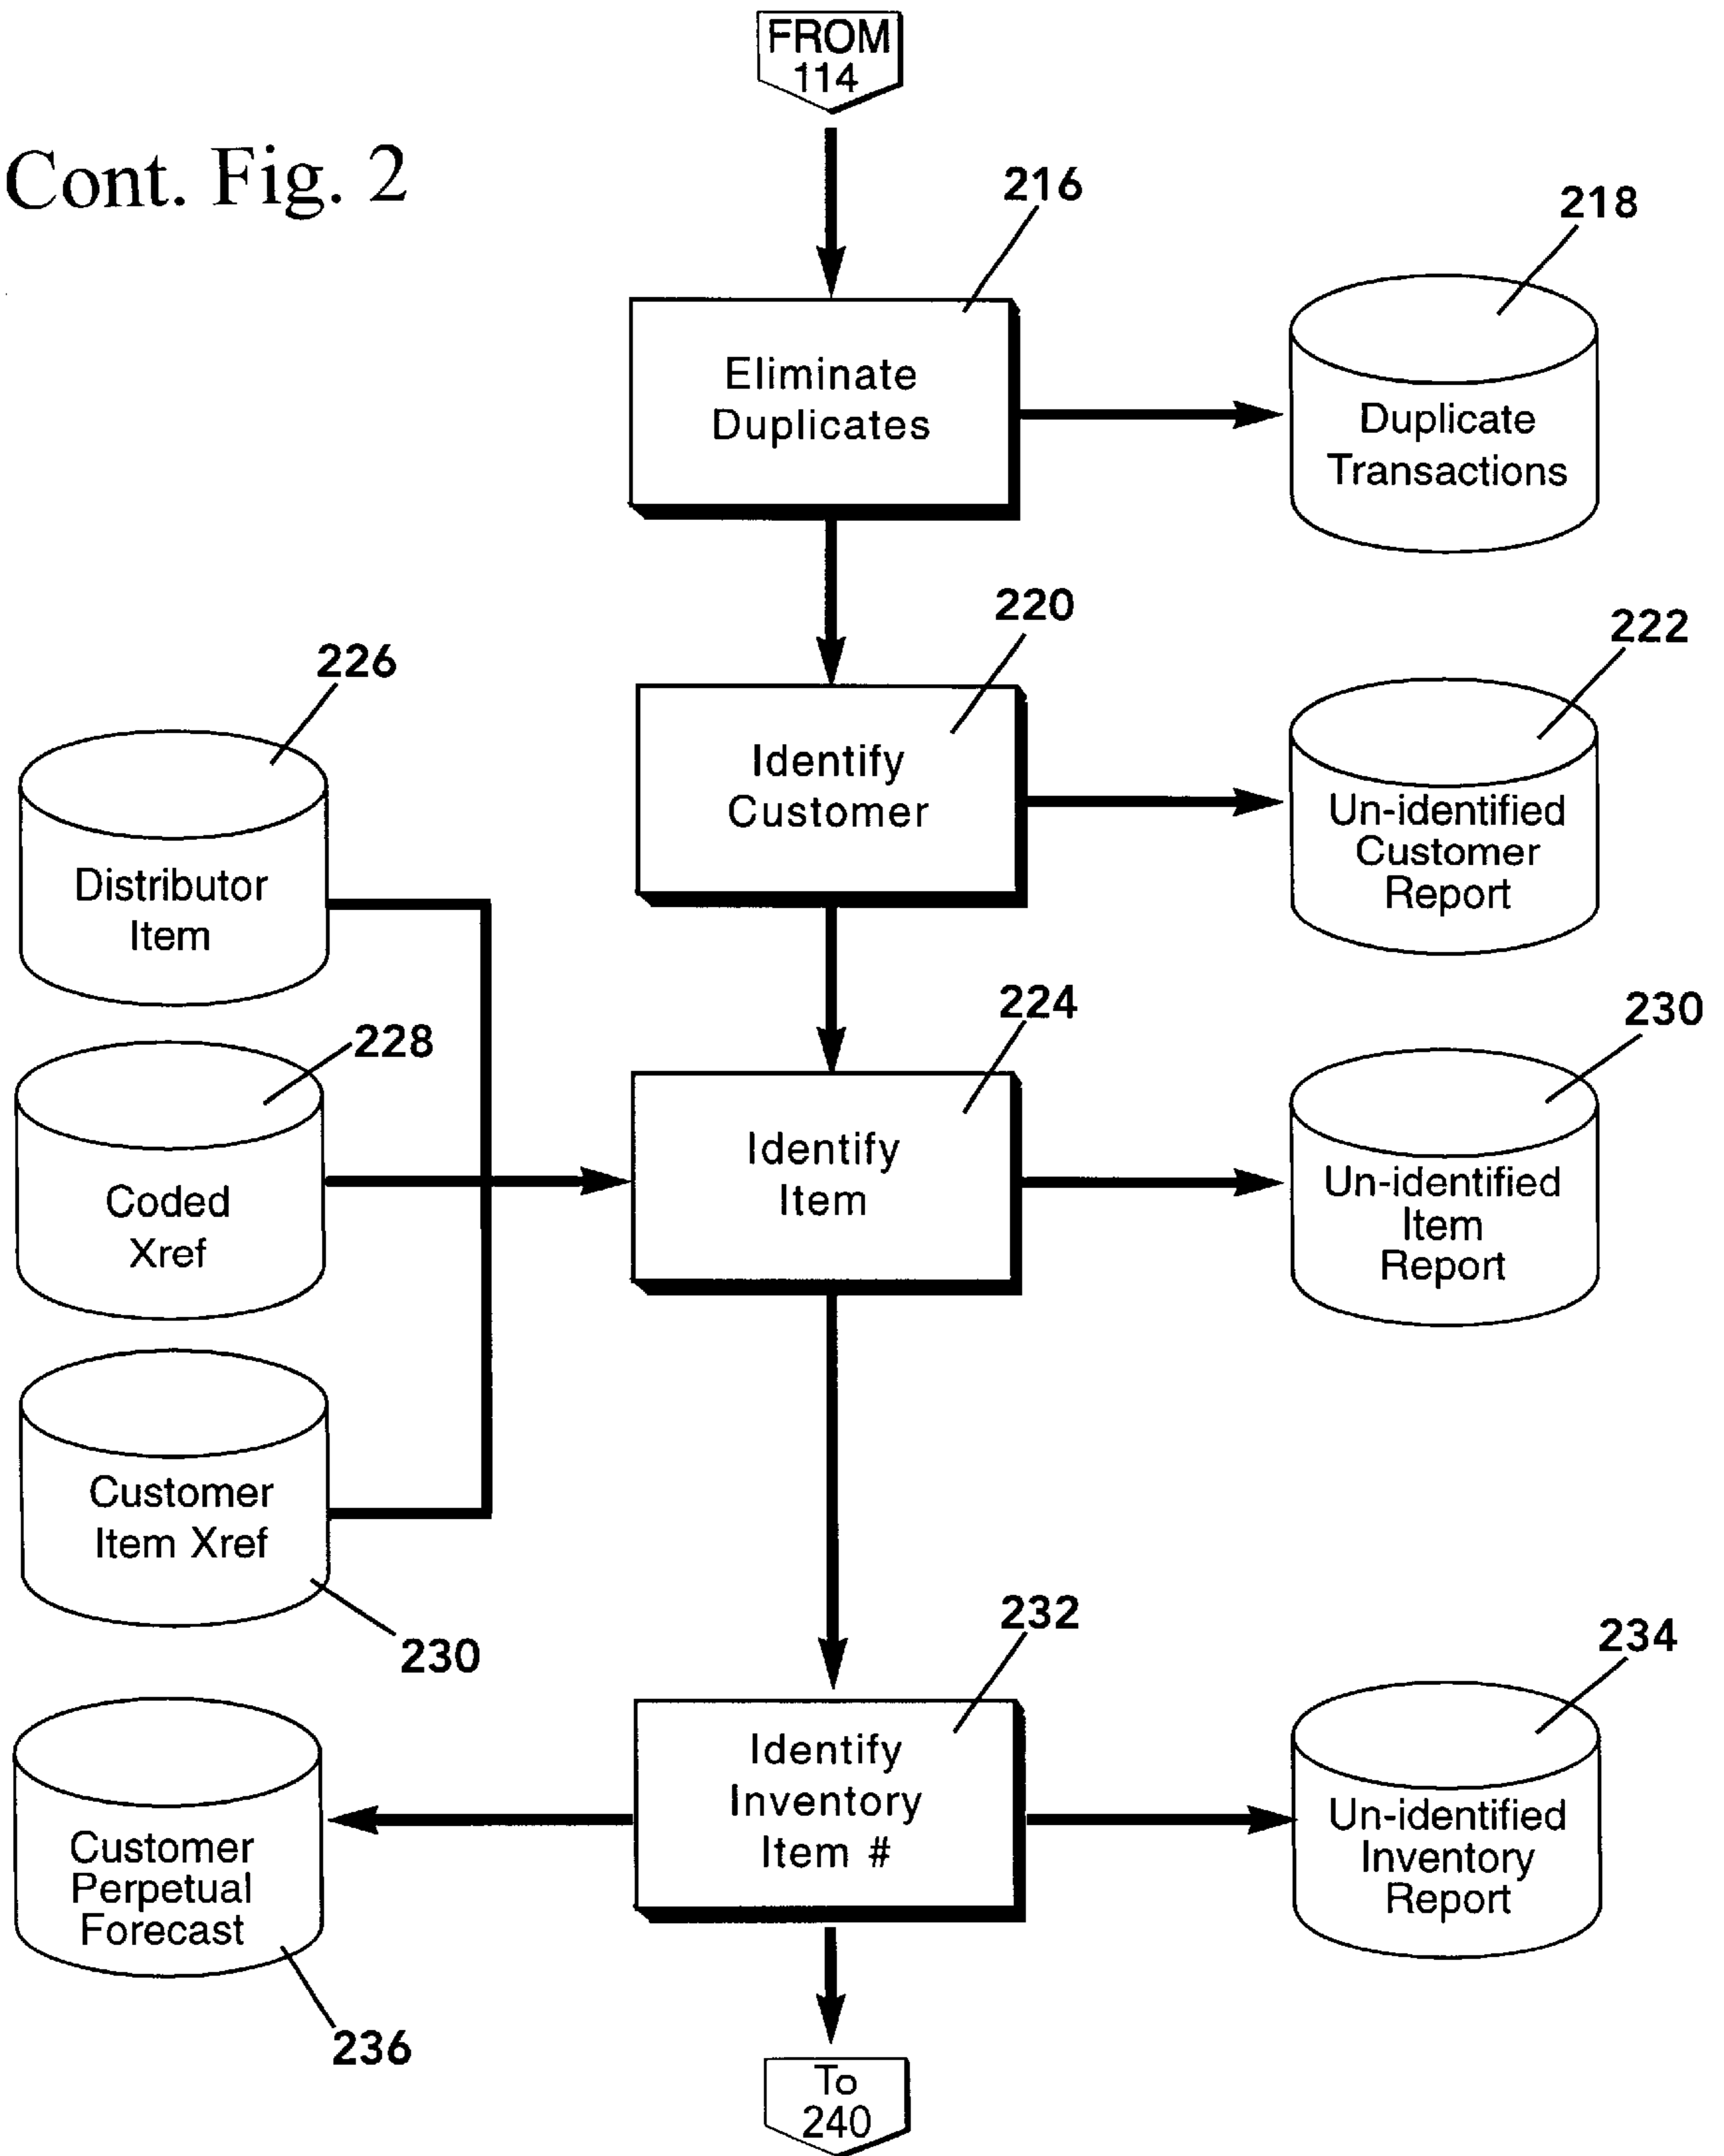 FROM
114
Cont. Fig. 2
216
218
Eliminate
Duplicates
Duplicate
Transactions
220
222
226
Identify
Customer
Un-identified
Customer
Report
Distributor
Item
224
230
228
Identify
Item
Un-identified
Item
Report
Coded
Xref
Customer
Item Xref
230
232
234
Identify
Inventory
Item #
Un-identified
Inventory
Report
Customer
Perpetual
Forecast
236
To
240